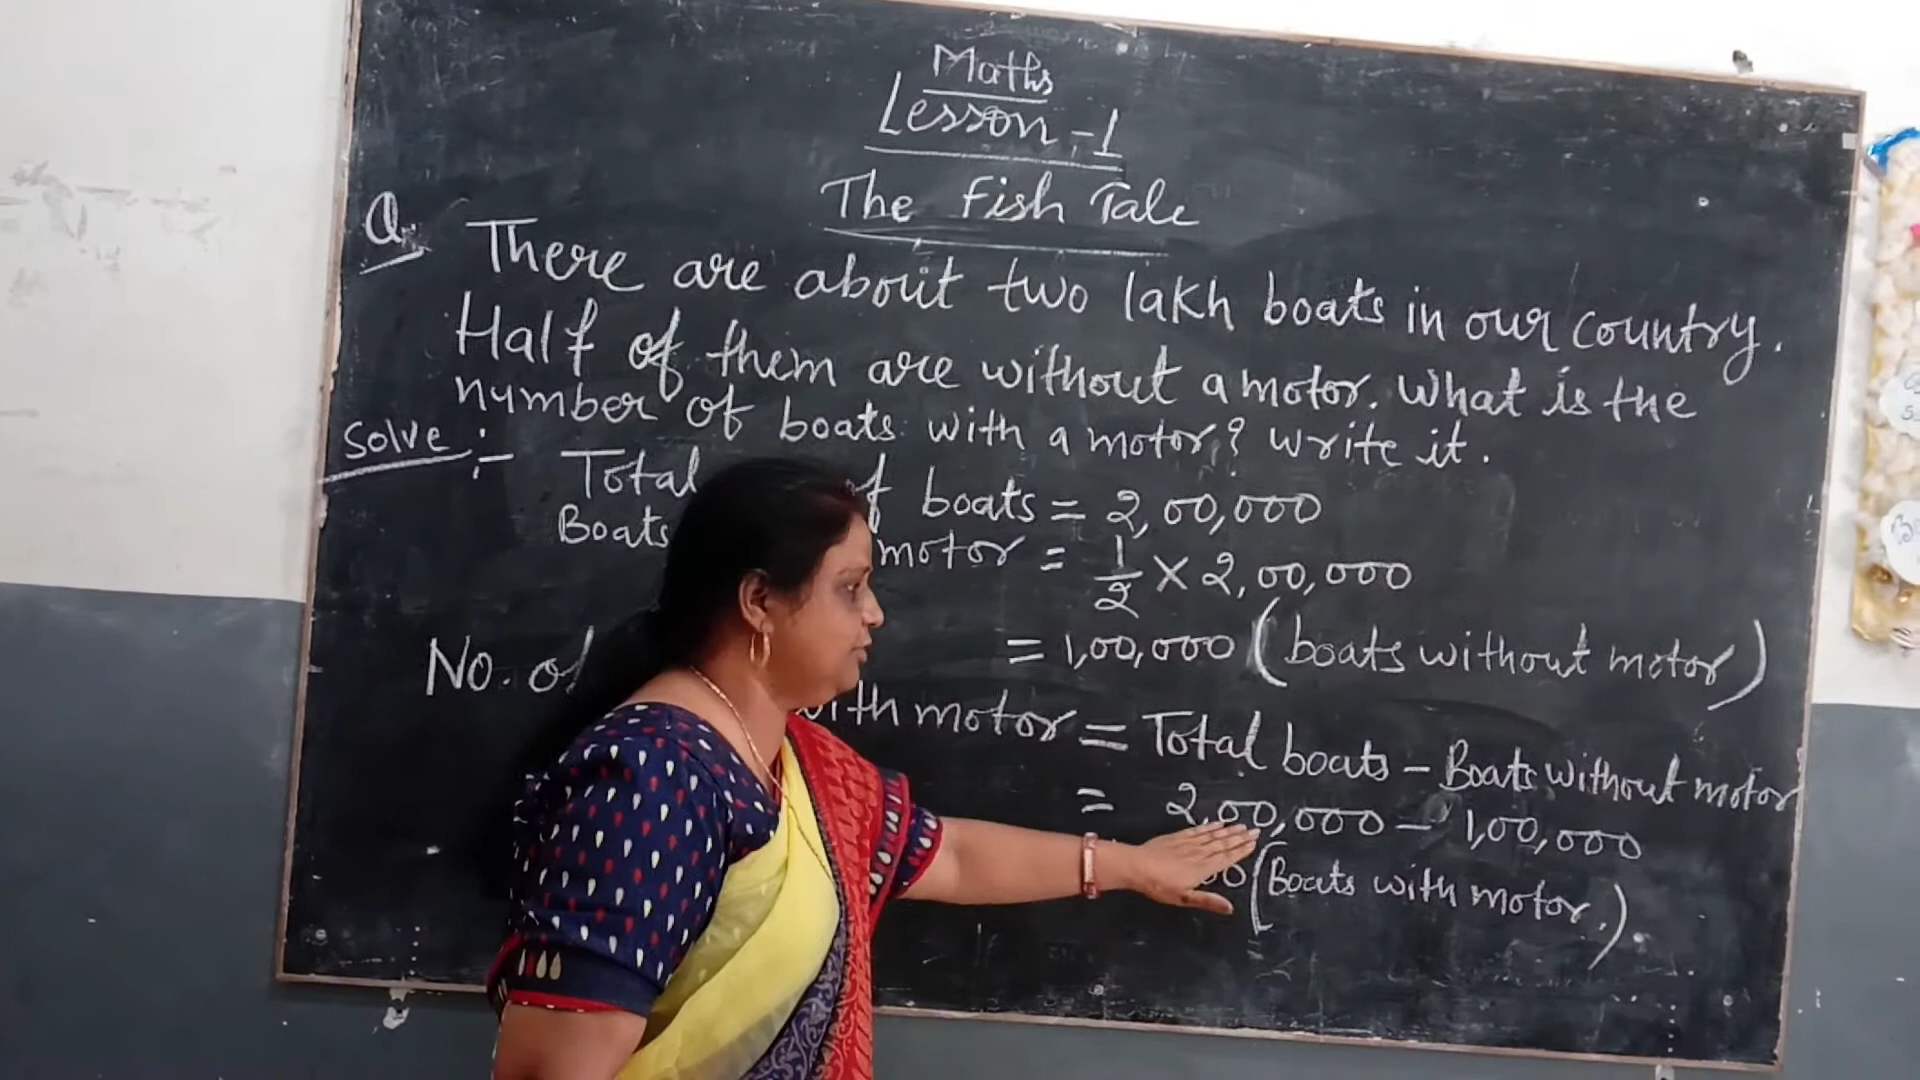 Maths
Lesson-1
The Fish Tale
Q. There are about two lakh boats in our country.
Half of them are without a motor. What is the
number of boats with a motor? Write it.
Solve :- Total of boats = 2,00,000
Boats motor = 1/2 × 2,00,000
= 1,00,000 (boats without motor)
No. of with motor = Total boats - Boats without motor
= 2,00,000 - 1,00,000
00 (Boats with motor.)